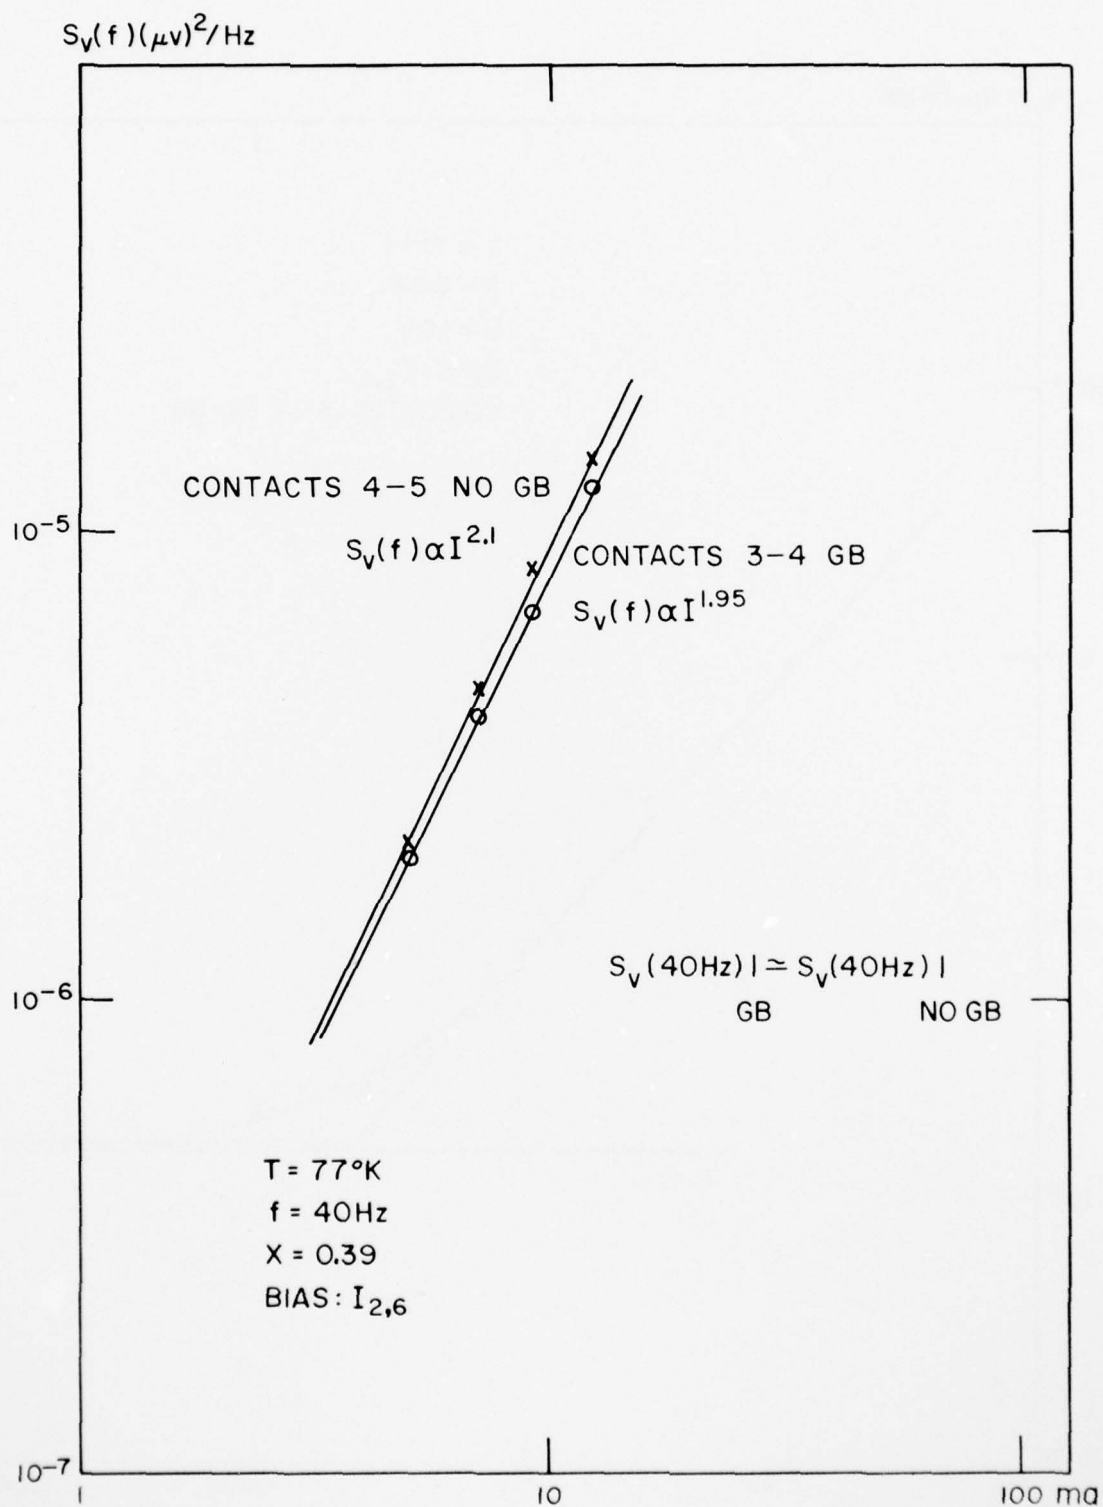 Sᵥ(f)(μv)²/Hz
CONTACTS 4-5 NO GB
10⁻⁵
Sᵥ(f)αI²·¹
CONTACTS 3-4 GB
Sᵥ(f)αI¹·⁹⁵
Sᵥ(40Hz)| ≃ Sᵥ(40Hz)|
10⁻⁶
GB NO GB
T = 77°K
f = 40Hz
X = 0.39
BIAS: I₂,₆
10⁻⁷
1 10 100 ma